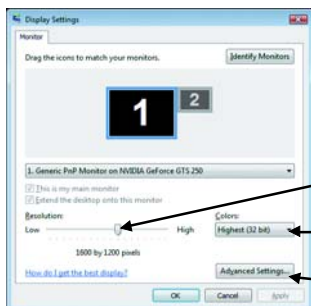 Display Settings
Monitor
Drag the icons to match your monitors.
Identify Monitors
1
2
1. Generic PnP Monitor on NVIDIA GeForce GTS 250
This is my main monitor
Extend the desktop onto this monitor
Resolution:
Colors:
Low
High
Highest (32 bit)
1600 by 1200 pixels
How do I get the best display?
Advanced Settings...
OK
Cancel
Apply